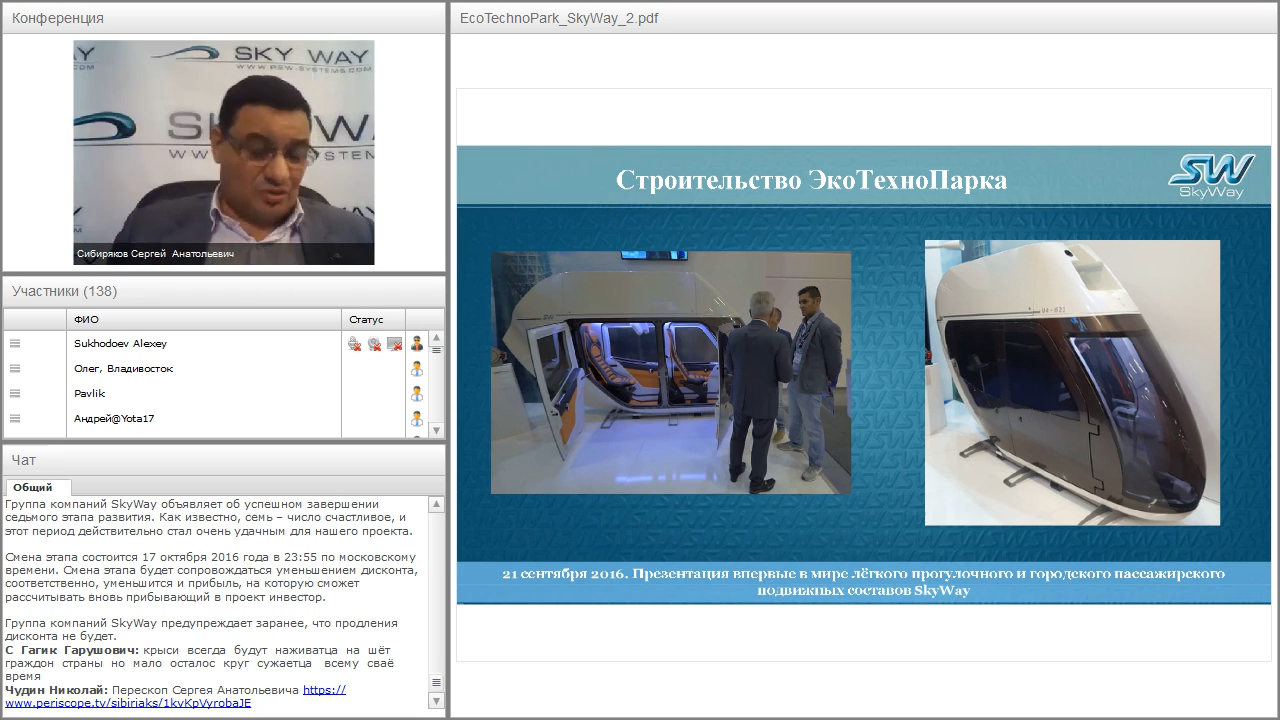 Конференция
SKY WAY
WWW.RSW-SYSTEMS.COM
Сибиряков Сергей Анатольевич
Участники (138)
ФИО
Статус
Sukhodoev Alexey
Олег, Владивосток
Pavlik
Андрей@Yota17
Чат
Общий
Группа компаний SkyWay объявляет об успешном завершении
седьмого этапа развития. Как известно, семь – число счастливое, и
этот период действительно стал очень удачным для нашего проекта.
Смена этапа состоится 17 октября 2016 года в 23:55 по московскому
времени. Смена этапа будет сопровождаться уменьшением дисконта,
соответственно, уменьшится и прибыль, на которую сможет
рассчитывать вновь прибывающий в проект инвестор.
Группа компаний SkyWay предупреждает заранее, что продления
дисконта не будет.
С Гагик Гарушович: крысы всегда будут наживатца на шёт
граждон страны но мало осталос круг сужаетца всему сваё
время
Чудин Николай: Перескоп Сергея Анатольевича https://
www.periscope.tv/sibiriaks/1kvKpVyrobaJE
EcoTechnoPark_SkyWay_2.pdf
Строительство ЭкоТехноПарка
SW
SkyWay
21 сентября 2016. Презентация впервые в мире лёгкого прогулочного и городского пассажирского
подвижных составов SkyWay